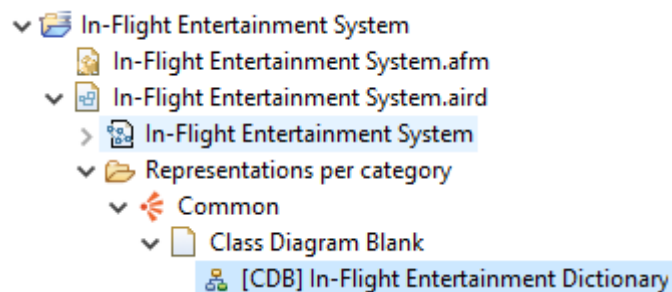 In-Flight Entertainment System
In-Flight Entertainment System.afm
In-Flight Entertainment System.aird
In-Flight Entertainment System
Representations per category
Common
Class Diagram Blank
[CDB] In-Flight Entertainment Dictionary